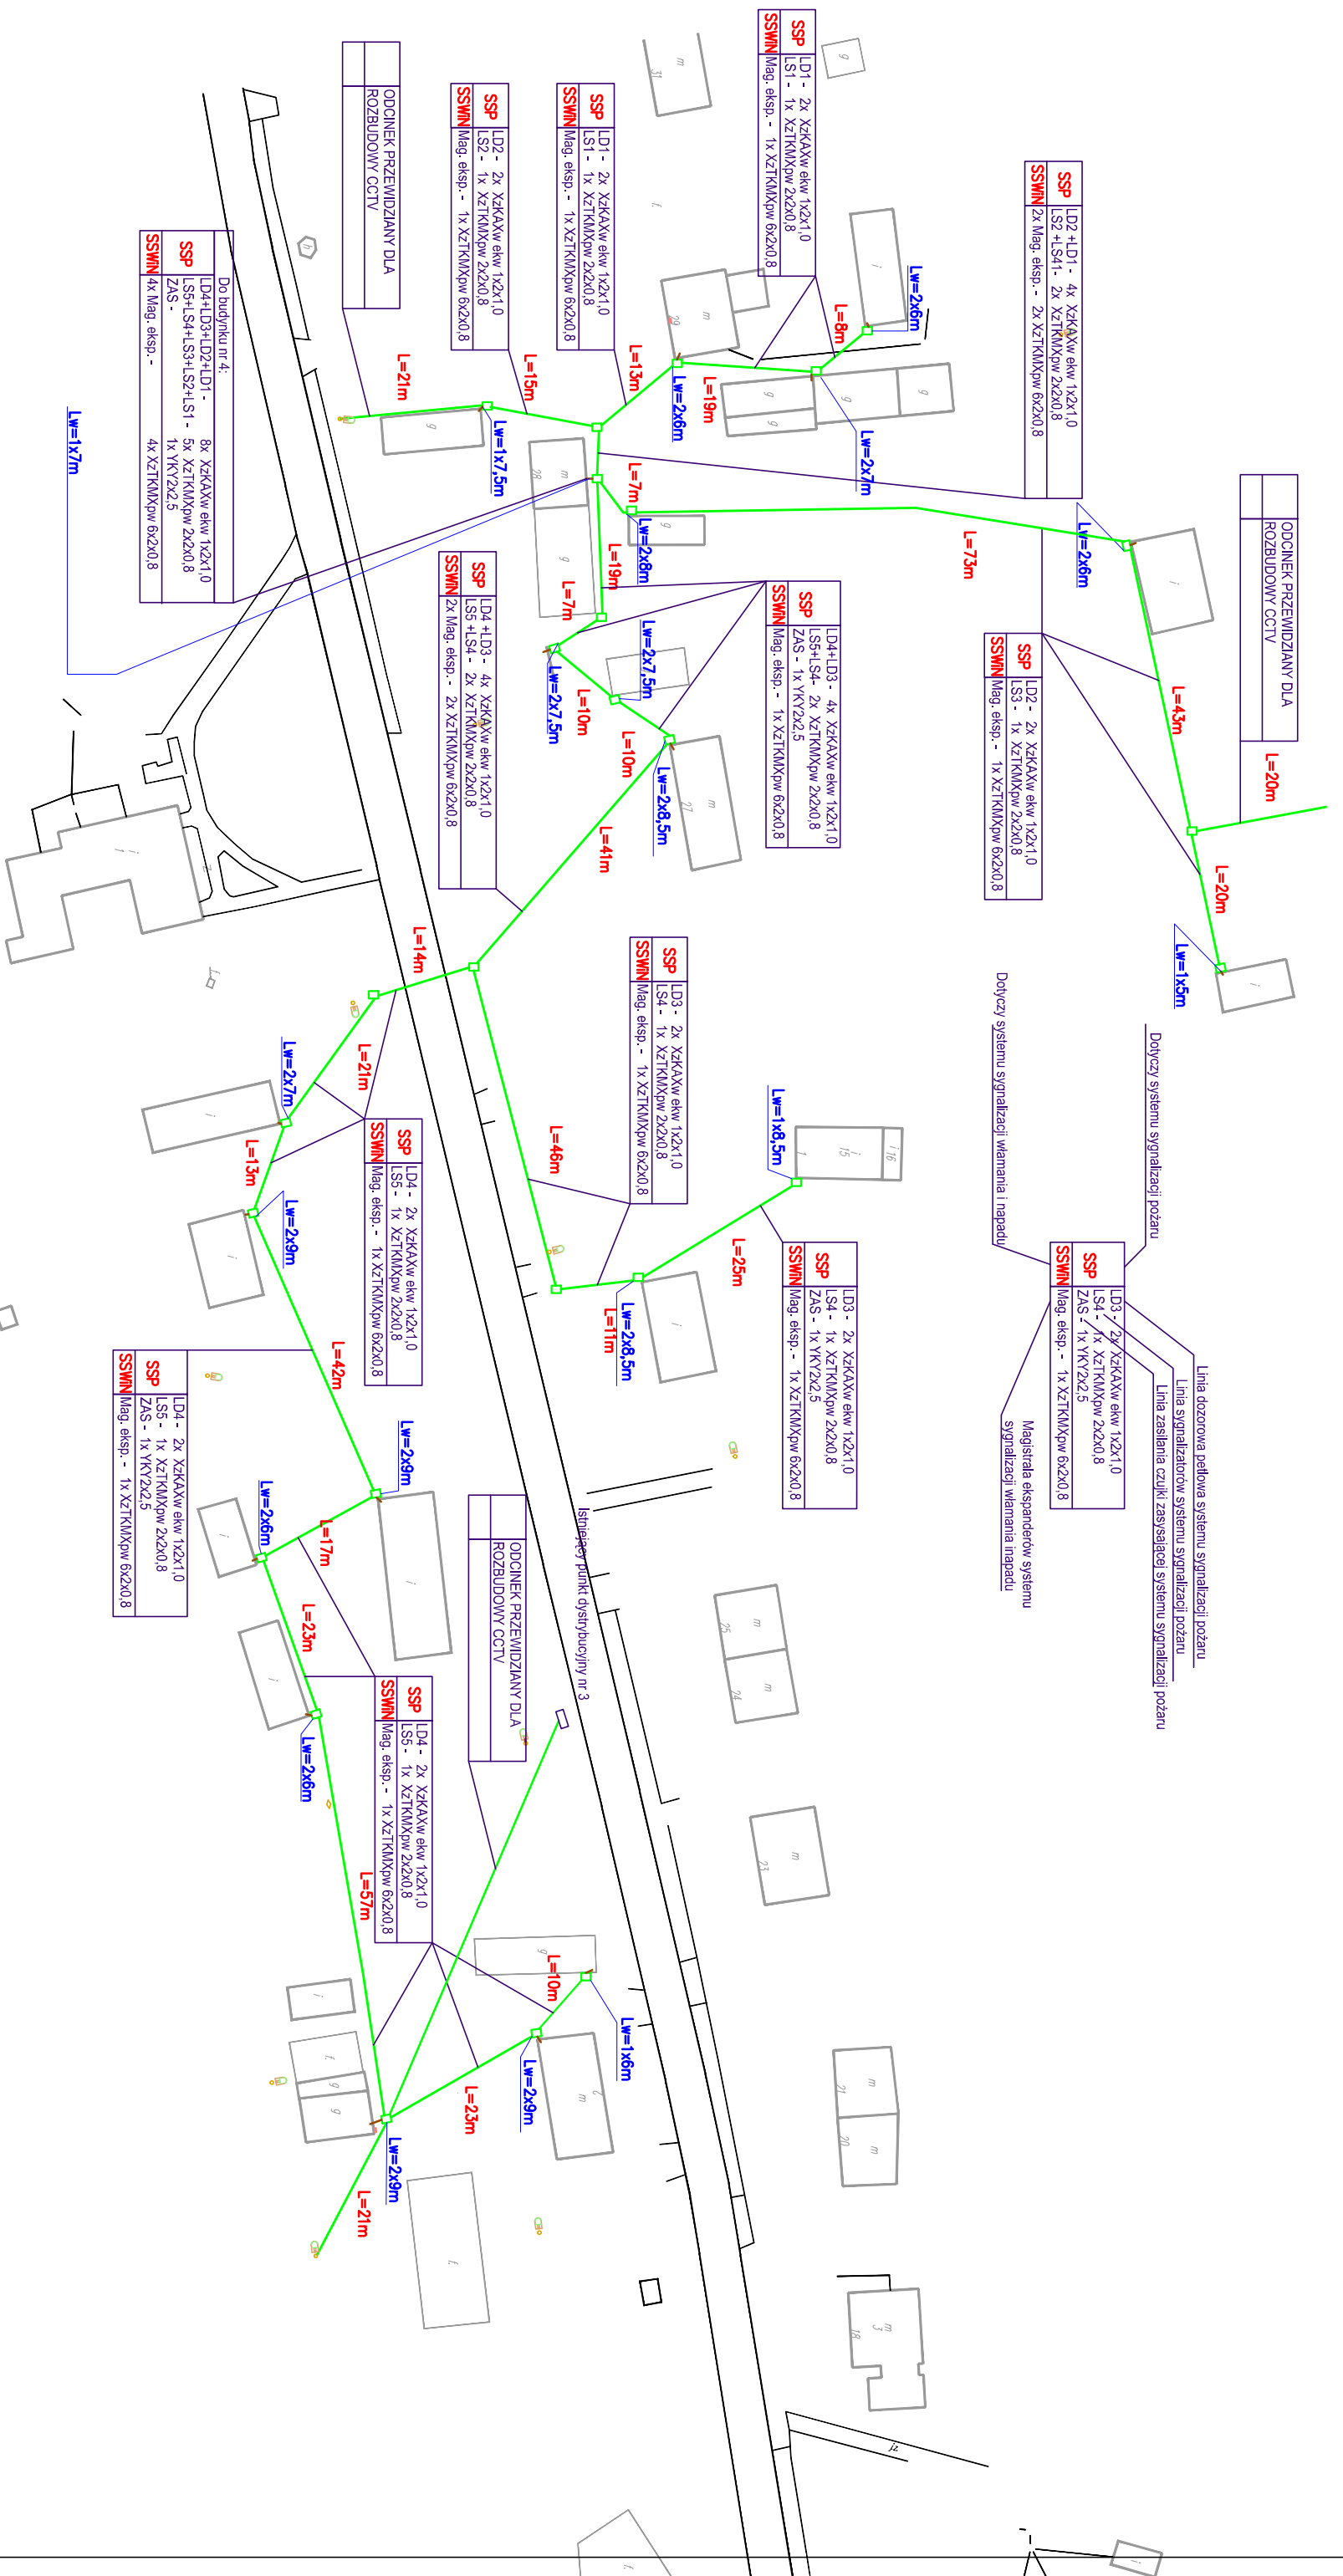 SSP
LD1 - 2x XzKAXw ekw 1x2x1,0
LS1 - 1x XzTKMXpw 2x2x0,8
SSWiN
Mag. eksp. - 1x XzTKMXpw 6x2x0,8
SSP
LD2 +LD1 - 4x XzKAXw ekw 1x2x1,0
LS2 +LS41- 2x XzTKMXpw 2x2x0,8
SSWiN
2x Mag. eksp. - 2x XzTKMXpw 6x2x0,8
ODCINEK PRZEWIDZIANY DLA
ROZBUDOWY CCTV
SSP
LD1 - 2x XzKAXw ekw 1x2x1,0
LS1 - 1x XzTKMXpw 2x2x0,8
SSWiN
Mag. eksp. - 1x XzTKMXpw 6x2x0,8
SSP
LD2 - 2x XzKAXw ekw 1x2x1,0
LS2 - 1x XzTKMXpw 2x2x0,8
SSWiN
Mag. eksp. - 1x XzTKMXpw 6x2x0,8
ODCINEK PRZEWIDZIANY DLA
ROZBUDOWY CCTV
Do budynku nr 4:
SSP
LD4+LD3+LD2+LD1 - 8x XzKAXw ekw 1x2x1,0
LS5+LS4+LS3+LS2+LS1 - 5x XzTKMXpw 2x2x0,8
ZAS - 1x YKY2x2,5
SSWiN
4x Mag. eksp. - 4x XzTKMXpw 6x2x0,8
Lw=1x7m
Lw=2x6m
L=8m
Lw=2x7m
L=19m
Lw=2x6m
L=13m
L=15m
L=21m
Lw=1x7,5m
L=7m
Lw=2x8m
L=73m
Lw=2x6m
L=43m
L=20m
L=20m
Lw=1x5m
L=19m
L=7m
Lw=2x7,5m
Lw=2x7,5m
L=10m
L=10m
Lw=2x8,5m
L=41m
SSP
LD4+LD3 - 4x XzKAXw ekw 1x2x1,0
LS5+LS4- 2x XzTKMXpw 2x2x0,8
ZAS - 1x YKY2x2,5
SSWiN
Mag. eksp. - 1x XzTKMXpw 6x2x0,8
SSP
LD4 +LD3 - 4x XzKAXw ekw 1x2x1,0
LS5 +LS4 - 2x XzTKMXpw 2x2x0,8
SSWiN
2x Mag. eksp. - 2x XzTKMXpw 6x2x0,8
SSP
LD2 - 2x XzKAXw ekw 1x2x1,0
LS3 - 1x XzTKMXpw 2x2x0,8
SSWiN
Mag. eksp. - 1x XzTKMXpw 6x2x0,8
SSP
LD3 - 2x XzKAXw ekw 1x2x1,0
LS4 - 1x XzTKMXpw 2x2x0,8
SSWiN
Mag. eksp. - 1x XzTKMXpw 6x2x0,8
L=14m
L=21m
Lw=2x7m
L=13m
Lw=2x9m
L=46m
L=11m
Lw=2x8,5m
L=25m
Lw=1x8,5m
SSP
LD4 - 2x XzKAXw ekw 1x2x1,0
LS5 - 1x XzTKMXpw 2x2x0,8
SSWiN
Mag. eksp. - 1x XzTKMXpw 6x2x0,8
SSP
LD3 - 2x XzKAXw ekw 1x2x1,0
LS4 - 1x XzTKMXpw 2x2x0,8
ZAS - 1x YKY2x2,5
SSWiN
Mag. eksp. - 1x XzTKMXpw 6x2x0,8
Dotyczy systemu sygnalizacji pożaru
Dotyczy systemu sygnalizacji włamania i napadu
SSP
LD3 - 2x XzKAXw ekw 1x2x1,0
LS4 - 1x XzTKMXpw 2x2x0,8
ZAS - 1x YKY2x2,5
SSWiN
Mag. eksp. - 1x XzTKMXpw 6x2x0,8
Linia dozorowa pętlowa systemu sygnalizacji pożaru
Linia sygnalizatorów systemu sygnalizacji pożaru
Linia zasilania czujki zasysającej systemu sygnalizacji pożaru
Magistrala ekspanderów systemu
sygnalizacji włamania inapadu
L=42m
Lw=2x9m
SSP
LD4 - 2x XzKAXw ekw 1x2x1,0
LS5 - 1x XzTKMXpw 2x2x0,8
ZAS - 1x YKY2x2,5
SSWiN
Mag. eksp. - 1x XzTKMXpw 6x2x0,8
L=17m
Lw=2x6m
L=23m
Lw=2x6m
L=57m
ODCINEK PRZEWIDZIANY DLA
ROZBUDOWY CCTV
Istniejący punkt dystrybucyjny nr 3
SSP
LD4 - 2x XzKAXw ekw 1x2x1,0
LS5 - 1x XzTKMXpw 2x2x0,8
SSWiN
Mag. eksp. - 1x XzTKMXpw 6x2x0,8
L=10m
Lw=1x6m
Lw=2x9m
L=23m
Lw=2x9m
L=21m
m
31
m
29
m
28
m
27
i
15
i 16
1
m
25
m
24
m
23
m
2
m
21
m
20
m
3
18